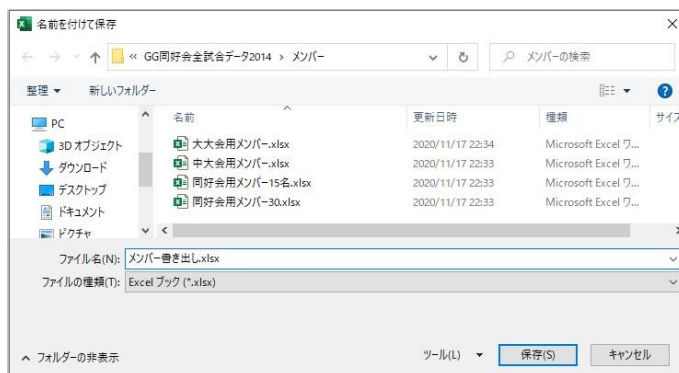 名前を付けて保存
« GG同好会全試合データ2014 › メンバー
メンバーの検索
整理 新しいフォルダー
名前 更新日時 種類 サイズ
PC
3D オブジェクト
ダウンロード
デスクトップ
ドキュメント
ピクチャ
大大会用メンバー.xlsx 2020/11/17 22:34 Microsoft Excel ワ...
中大会用メンバー.xlsx 2020/11/17 22:33 Microsoft Excel ワ...
同好会用メンバー15名.xlsx 2020/11/17 22:33 Microsoft Excel ワ...
同好会用メンバー30.xlsx 2020/11/17 22:33 Microsoft Excel ワ...
ファイル名(N): メンバー書き出し.xlsx
ファイルの種類(T): Excel ブック (*.xlsx)
フォルダーの非表示 ツール(L) 保存(S) キャンセル